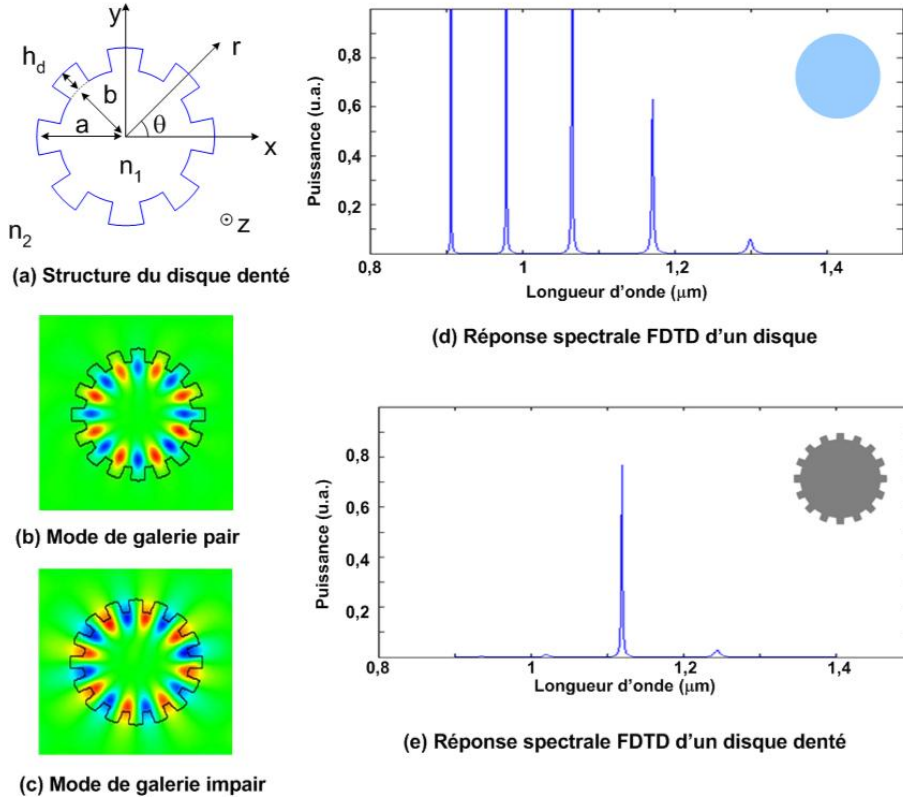 y
r
h_d
b
a
θ
x
n_1
n_2
z
(a) Structure du disque denté
(b) Mode de galerie pair
(c) Mode de galerie impair
Puissance (u.a.)
0,8
0,6
0,4
0,2
0,8 1 1,2 1,4
Longueur d'onde (μm)
(d) Réponse spectrale FDTD d'un disque
Puissance (u.a.)
0,8
0,6
0,4
0,2
0,8 1 1,2 1,4
Longueur d'onde (μm)
(e) Réponse spectrale FDTD d'un disque denté